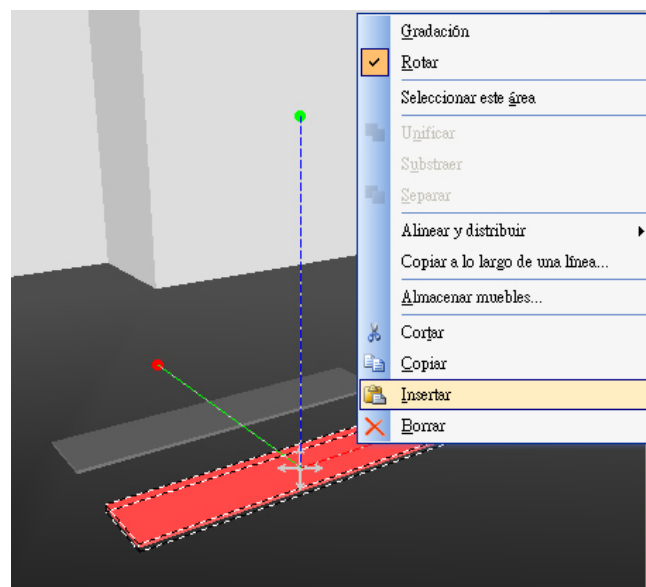 Gradación
Rotar
Seleccionar este área
Unificar
Substraer
Separar
Alinear y distribuir
Copiar a lo largo de una línea...
Almacenar muebles...
Cortar
Copiar
Insertar
Borrar